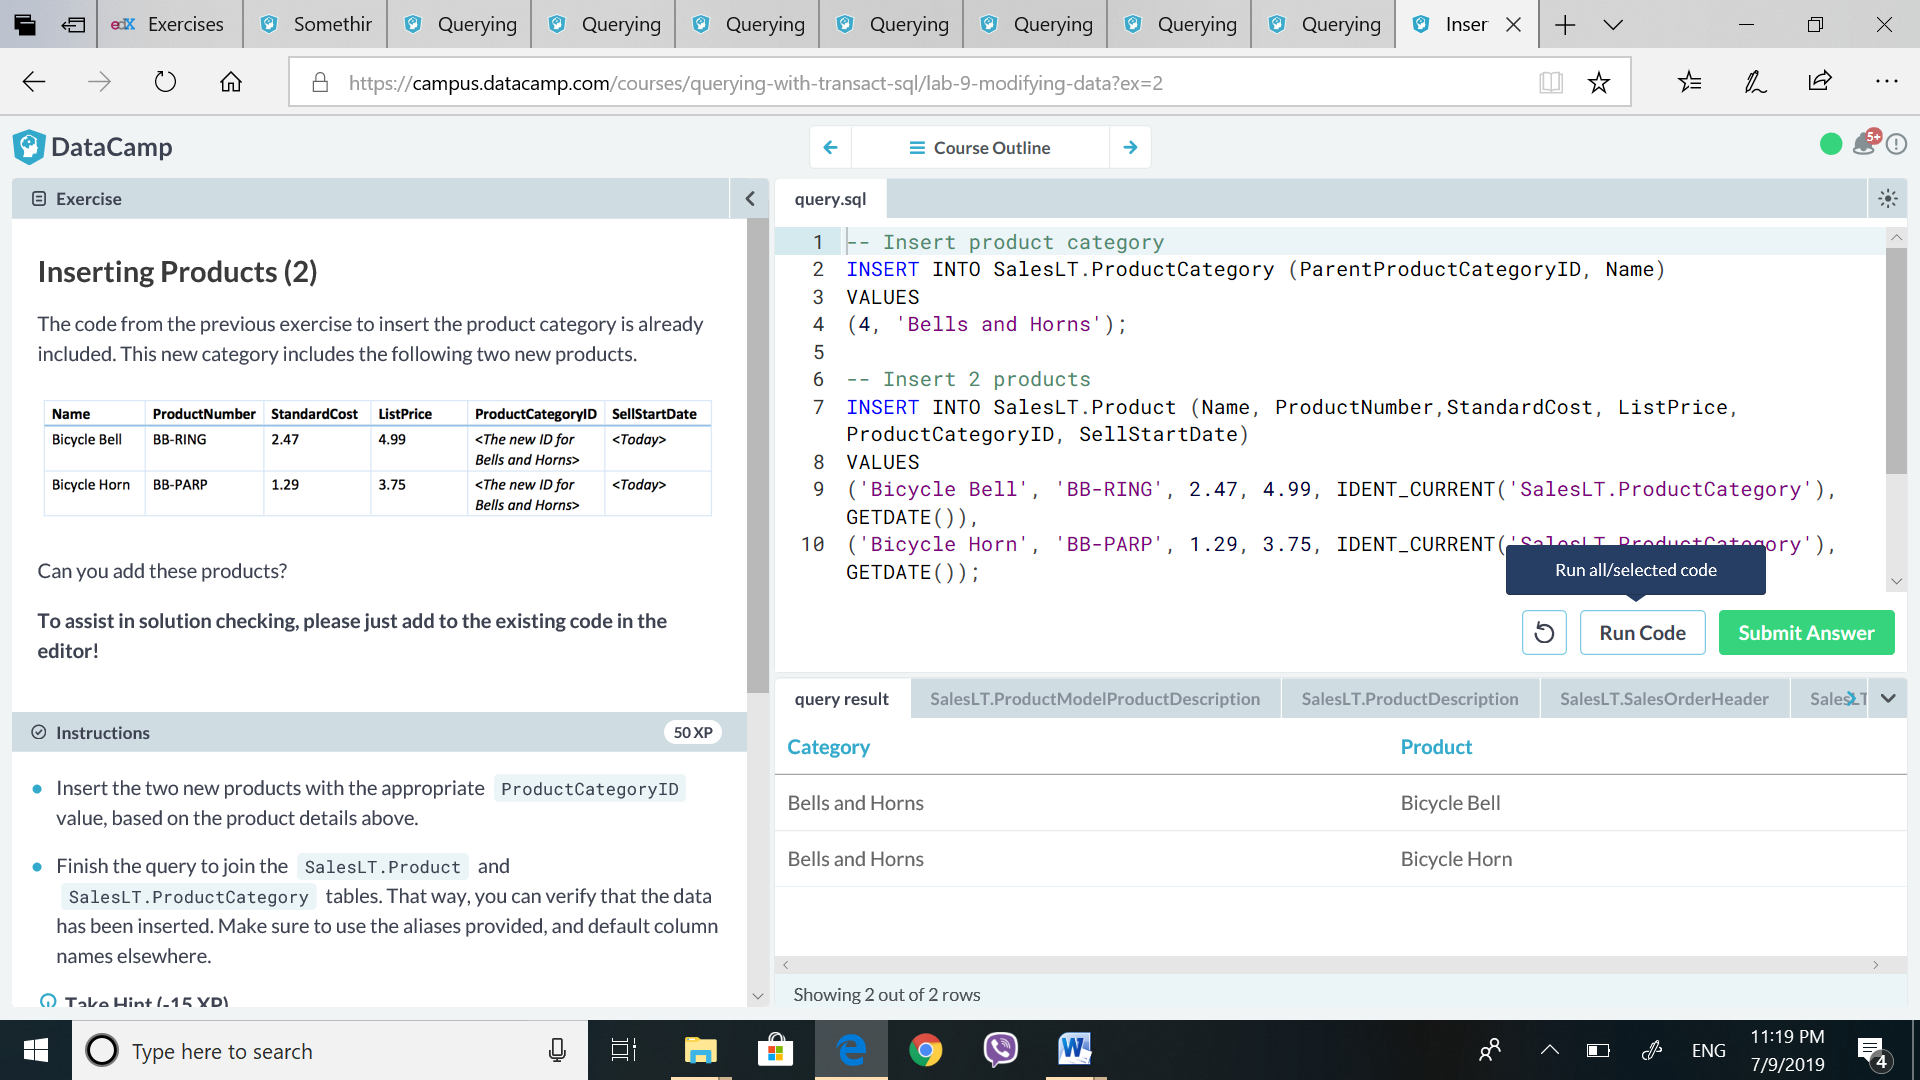 Exercises
Somethir
Querying
Querying
Querying
Querying
Querying
Querying
Querying
Inser
https://campus.datacamp.com/courses/querying-with-transact-sql/lab-9-modifying-data?ex=2
DataCamp
Course Outline
5+
Exercise
Inserting Products (2)
The code from the previous exercise to insert the product category is already
included. This new category includes the following two new products.
Name ProductNumber StandardCost ListPrice ProductCategoryID SellStartDate
Bicycle Bell BB-RING 2.47 4.99 <The new ID for <Today>
Bells and Horns>
Bicycle Horn BB-PARP 1.29 3.75 <The new ID for <Today>
Bells and Horns>
Can you add these products?
To assist in solution checking, please just add to the existing code in the
editor!
Instructions 50 XP
Insert the two new products with the appropriate ProductCategoryID
value, based on the product details above.
Finish the query to join the SalesLT.Product and
SalesLT.ProductCategory tables. That way, you can verify that the data
has been inserted. Make sure to use the aliases provided, and default column
names elsewhere.
Take Hint (-15 XP)
query.sql
1 -- Insert product category
2 INSERT INTO SalesLT.ProductCategory (ParentProductCategoryID, Name)
3 VALUES
4 (4, 'Bells and Horns');
5
6 -- Insert 2 products
7 INSERT INTO SalesLT.Product (Name, ProductNumber,StandardCost, ListPrice,
ProductCategoryID, SellStartDate)
8 VALUES
9 ('Bicycle Bell', 'BB-RING', 2.47, 4.99, IDENT_CURRENT('SalesLT.ProductCategory'),
GETDATE()),
10 ('Bicycle Horn', 'BB-PARP', 1.29, 3.75, IDENT_CURRENT('SalesLT.ProductCategory'),
GETDATE());
Run all/selected code
Run Code
Submit Answer
query result SalesLT.ProductModelProductDescription SalesLT.ProductDescription SalesLT.SalesOrderHeader SalesLT
Category Product
Bells and Horns Bicycle Bell
Bells and Horns Bicycle Horn
Showing 2 out of 2 rows
Type here to search
ENG
11:19 PM
7/9/2019
4